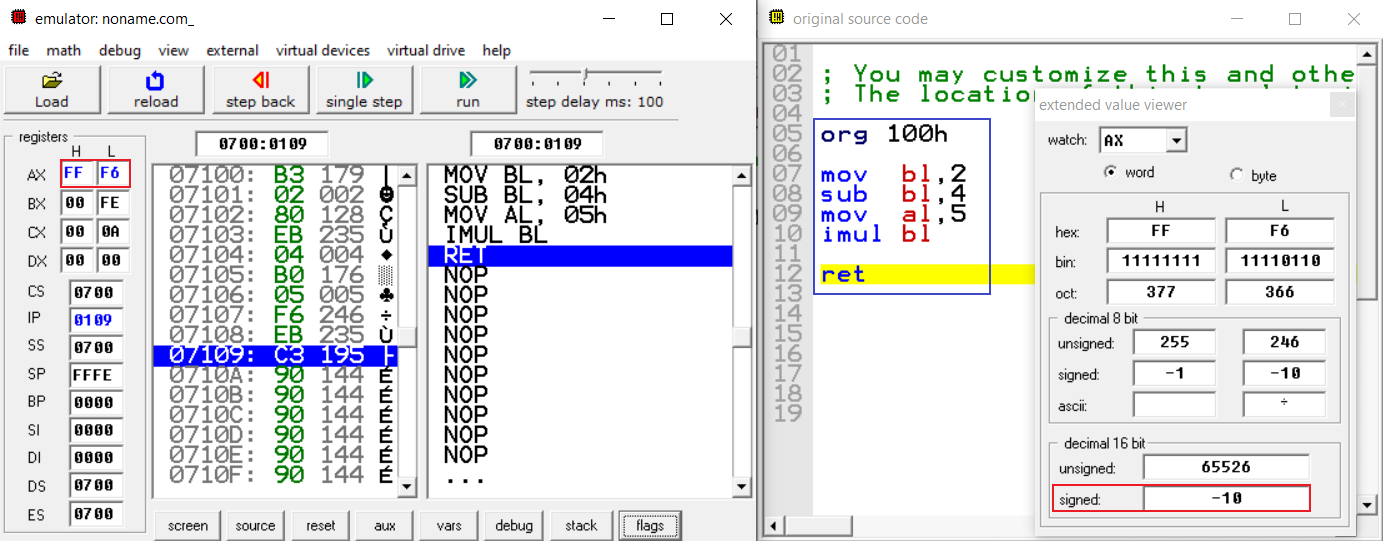 emulator: noname.com_
file math debug view external virtual devices virtual drive help
Load reload step back single step run step delay ms: 100
registers
H L
AX FF F6
BX 00 FE
CX 00 0A
DX 00 00
CS 0700
IP 0109
SS 0700
SP FFFE
BP 0000
SI 0000
DI 0000
DS 0700
ES 0700
0700:0109
07100: B3 179 |
07101: 02 002 ☻
07102: 80 128 Ç
07103: EB 235 Ù
07104: 04 004 ♦
07105: B0 176 ░
07106: 05 005 ♣
07107: F6 246 ÷
07108: EB 235 Ù
07109: C3 195 ├
0710A: 90 144 É
0710B: 90 144 É
0710C: 90 144 É
0710D: 90 144 É
0710E: 90 144 É
0710F: 90 144 É
0700:0109
MOV BL, 02h
SUB BL, 04h
MOV AL, 05h
IMUL BL
RET
NOP
NOP
NOP
NOP
NOP
NOP
NOP
NOP
NOP
NOP
...
screen source reset aux vars debug stack flags
original source code
01
02 ; You may customize this and othe
03 ; The location
04
05 org 100h
06
07 mov bl,2
08 sub bl,4
09 mov al,5
10 imul bl
11
12 ret
13
14
15
16
17
18
19
extended value viewer
watch: AX
word byte
H L
hex: FF F6
bin: 11111111 11110110
oct: 377 366
decimal 8 bit
unsigned: 255 246
signed: -1 -10
ascii: ÷
decimal 16 bit
unsigned: 65526
signed: -10